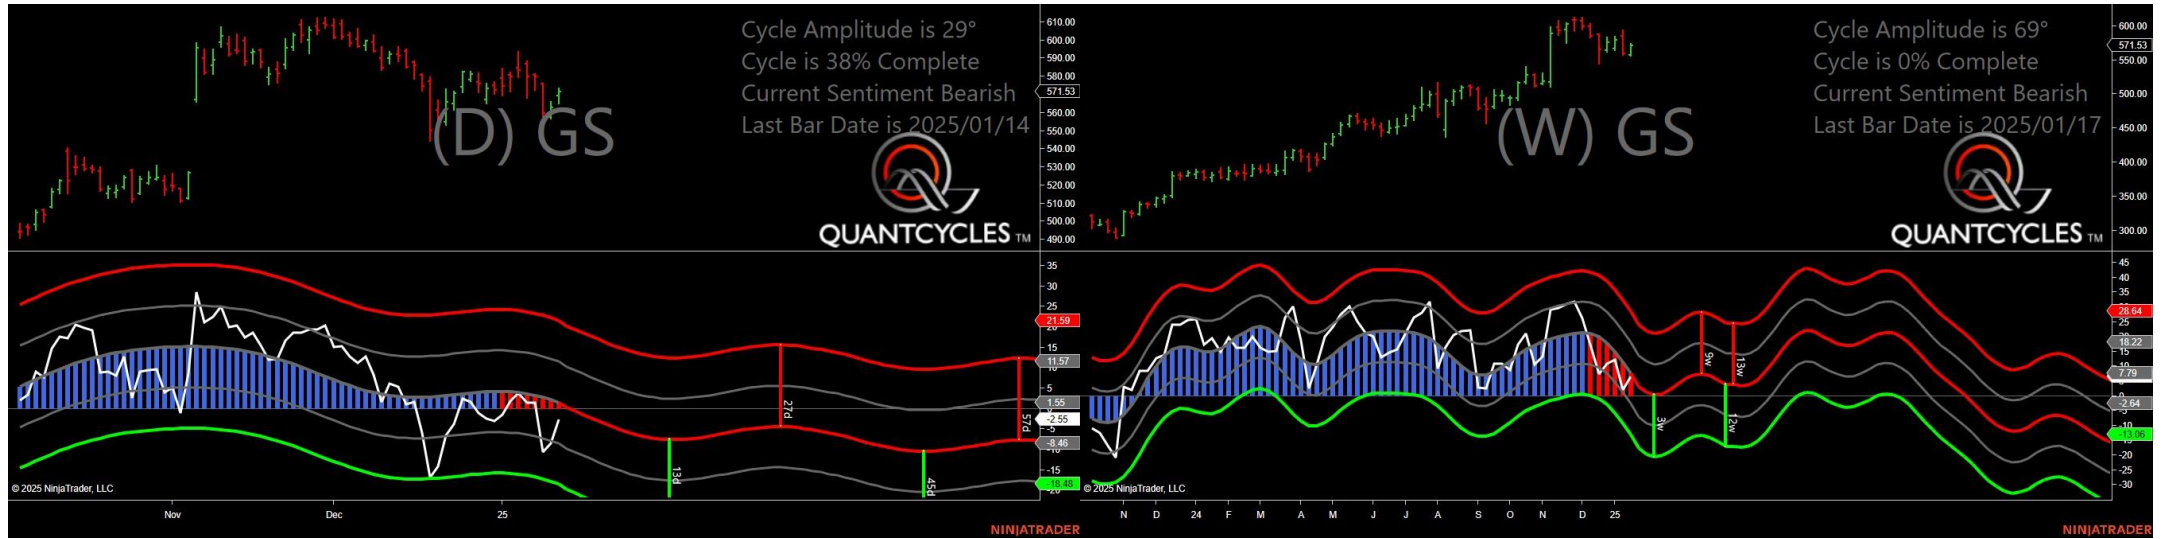 Cycle Amplitude is 29°
Cycle is 38% Complete
Current Sentiment Bearish
Last Bar Date is 2025/01/14
(D) GS
QUANTCYCLES TM
610.00
600.00
590.00
580.00
571.53
560.00
550.00
540.00
530.00
520.00
510.00
500.00
490.00
35
30
25
21.59
15
11.57
5
1.55
-2.55
-5
-8.46
-15
-18.48
13d
27d
45d
57d
© 2025 NinjaTrader, LLC
Nov
Dec
25
NINJATRADER
Cycle Amplitude is 69°
Cycle is 0% Complete
Current Sentiment Bearish
Last Bar Date is 2025/01/17
(W) GS
QUANTCYCLES TM
600.00
571.53
550.00
500.00
450.00
400.00
350.00
300.00
45
40
35
28.64
25
18.22
15
7.79
-2.64
-13.06
-20
-25
-30
3w
9w
12w
13w
© 2025 NinjaTrader, LLC
N D 24 F M A M J J A S O N D 25
NINJATRADER